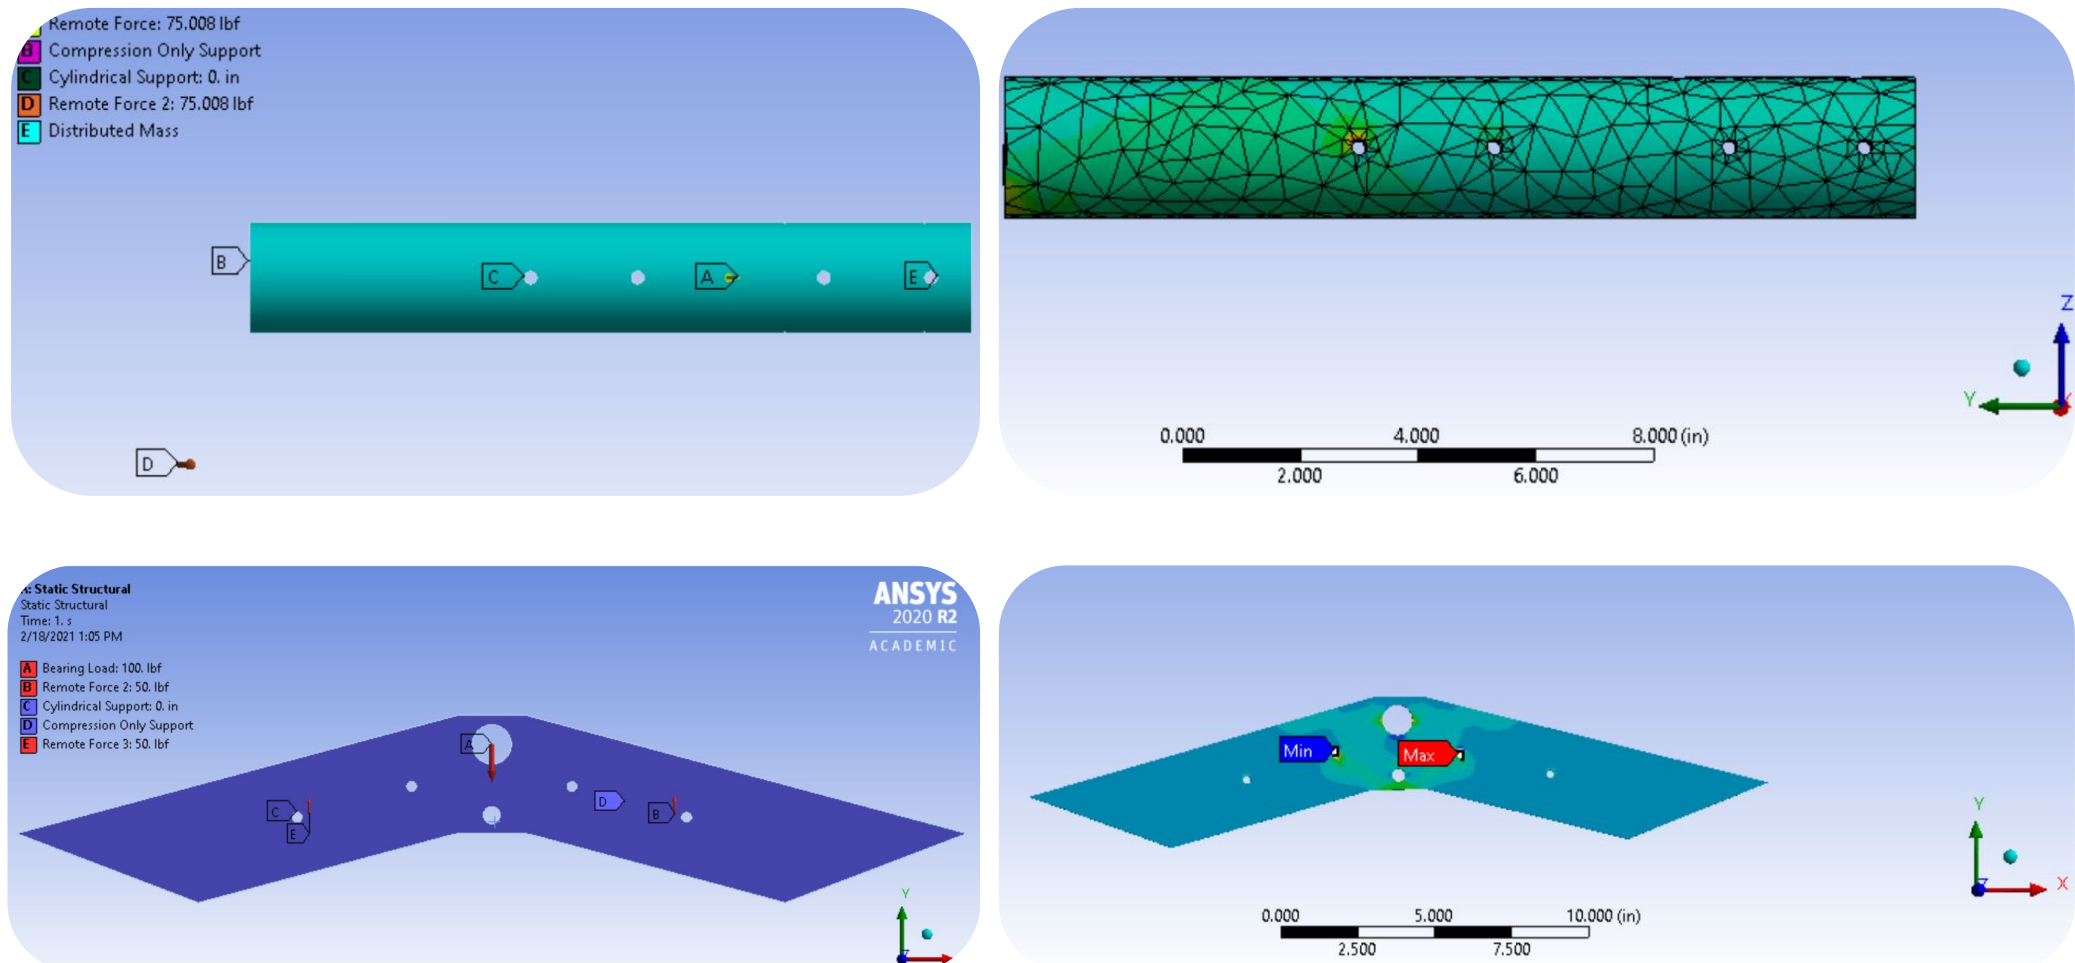 Remote Force: 75.008 lbf
B Compression Only Support
C Cylindrical Support: 0. in
D Remote Force 2: 75.008 lbf
E Distributed Mass
B
C
A
E
D
Z
Y
0.000 4.000 8.000 (in)
2.000 6.000
: Static Structural
Static Structural
Time: 1. s
2/18/2021 1:05 PM
ANSYS
2020 R2
ACADEMIC
A Bearing Load: 100. lbf
B Remote Force 2: 50. lbf
C Cylindrical Support: 0. in
D Compression Only Support
E Remote Force 3: 50. lbf
A
D
C
B
E
Y
Z
Min
Max
Y
Z
X
0.000 5.000 10.000 (in)
2.500 7.500